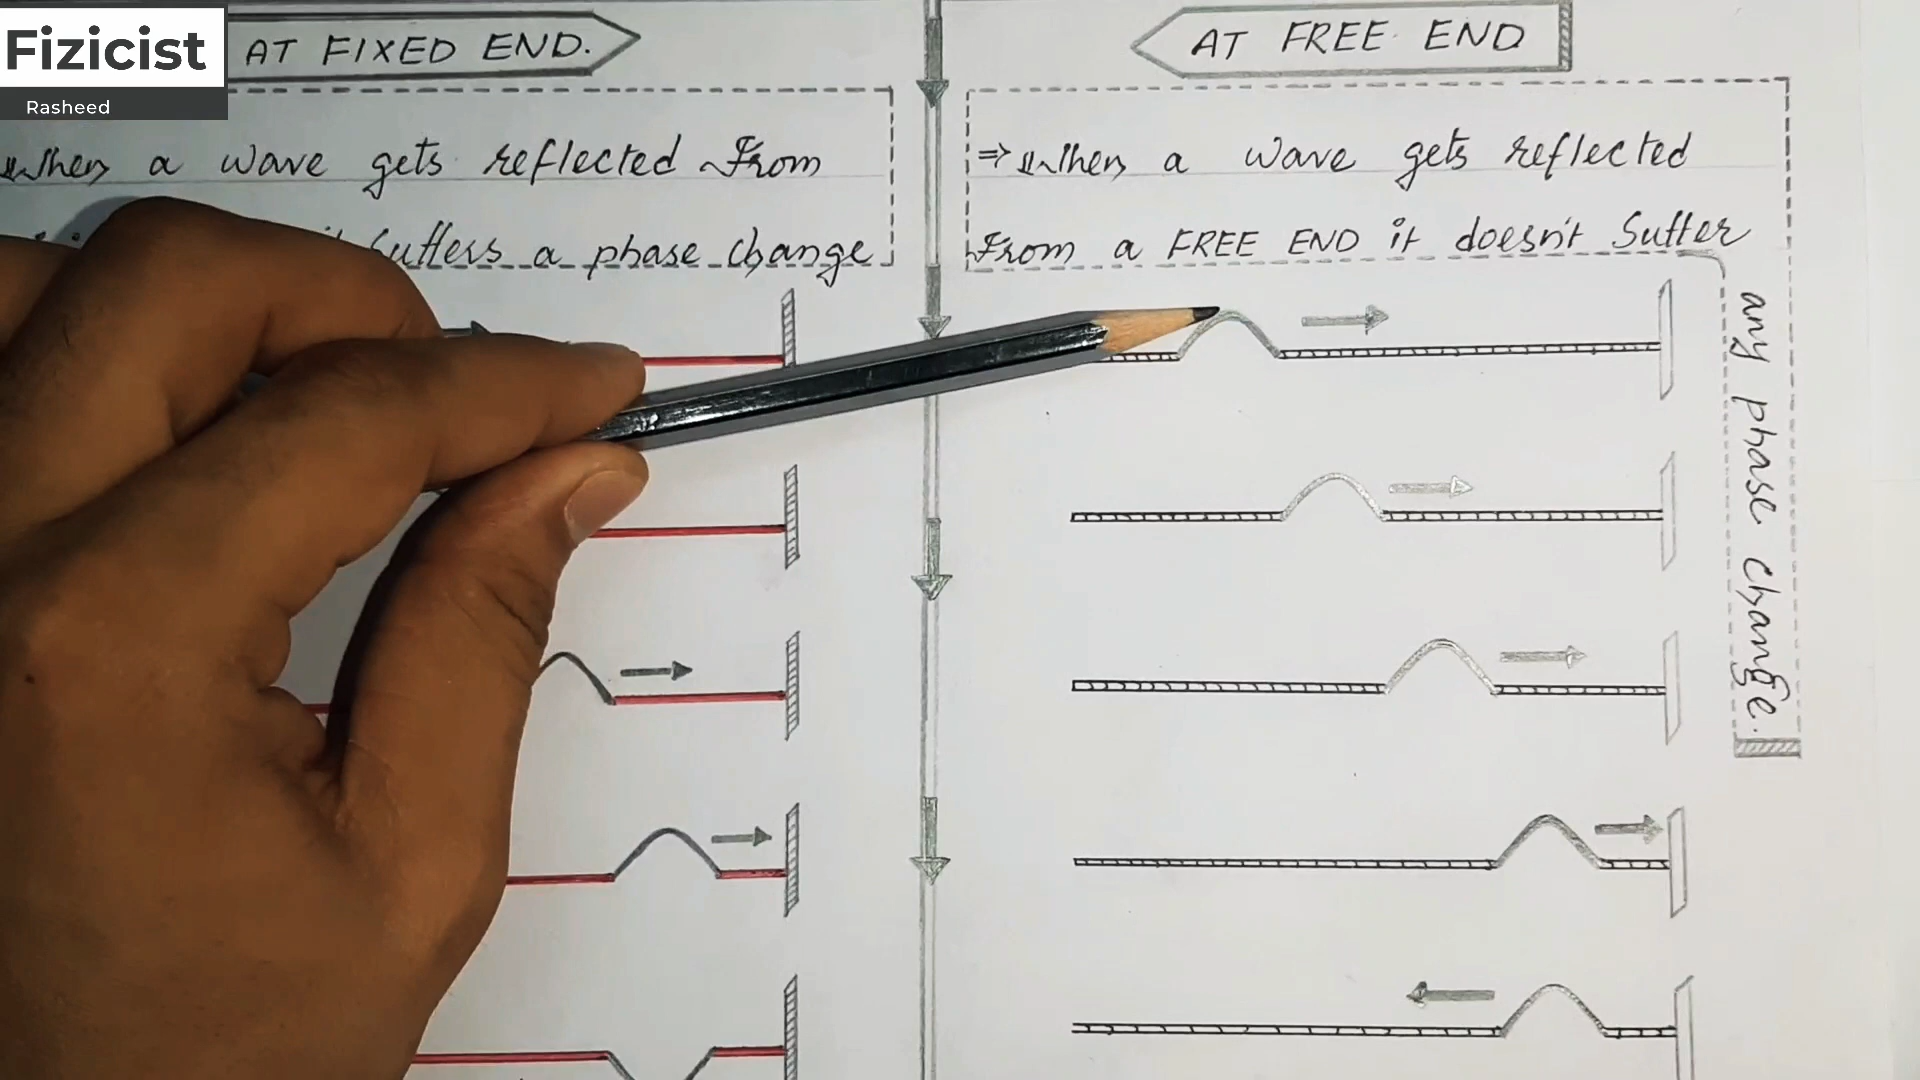 Fizicist
Rasheed
AT FIXED END.
When a wave gets reflected From
suffers a phase change
AT FREE END
⇒ When a wave gets reflected
From a FREE END it doesn't Suffer
any phase change.